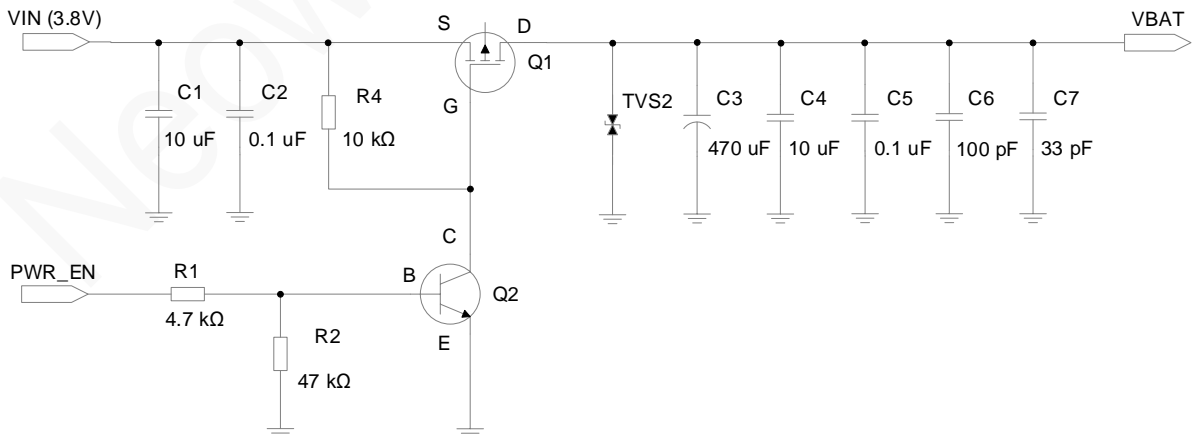 VIN (3.8V)
S
D
VBAT
Q1
C1
10 uF
C2
0.1 uF
R4
10 kΩ
G
TVS2
C3
470 uF
C4
10 uF
C5
0.1 uF
C6
100 pF
C7
33 pF
C
PWR_EN
R1
4.7 kΩ
B
Q2
E
R2
47 kΩ